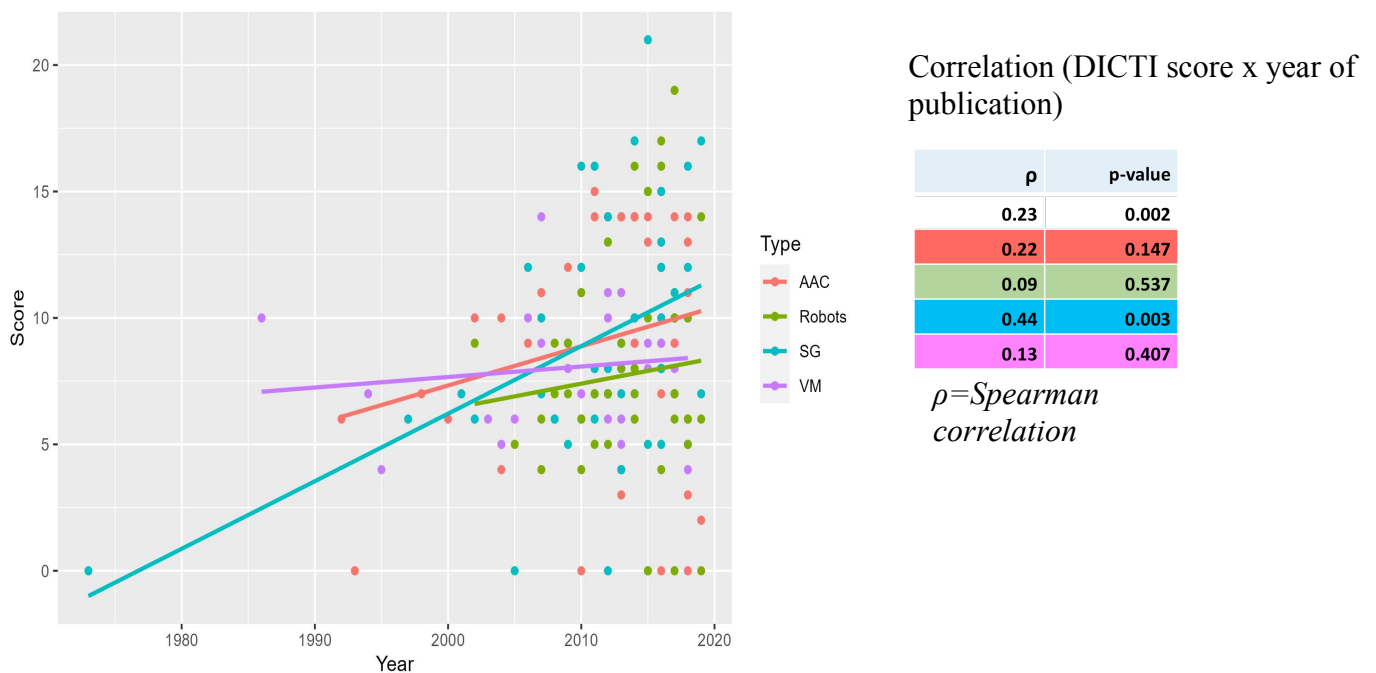 Score
20
15
10
5
0
1980 1990 2000 2010 2020
Year
Type
AAC
Robots
SG
VM
Correlation (DICTI score x year of
publication)
ρ p-value
0.23 0.002
0.22 0.147
0.09 0.537
0.44 0.003
0.13 0.407
ρ=Spearman
correlation